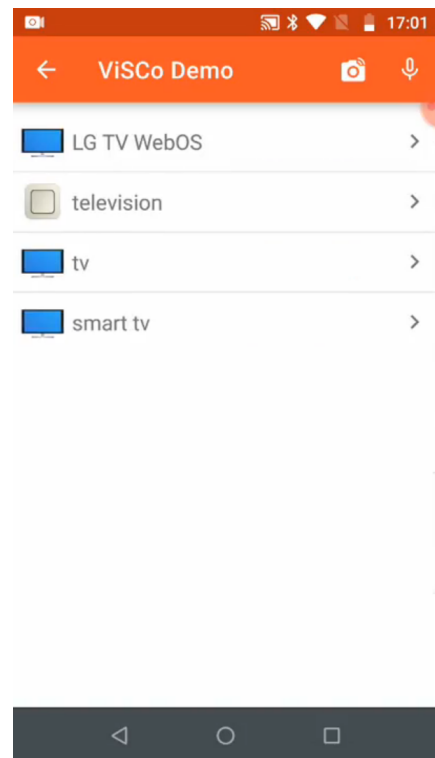 17:01
ViSCo Demo
LG TV WebOS
television
tv
smart tv